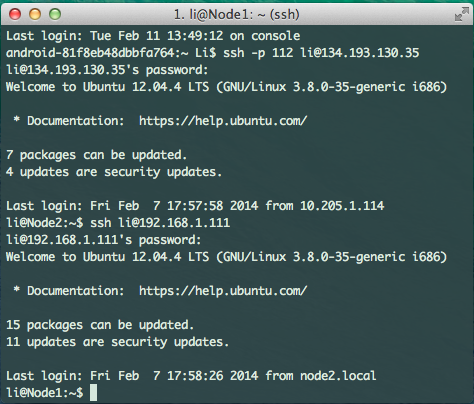 1. li@Node1: ~ (ssh)
Last login: Tue Feb 11 13:49:12 on console
android-81f8eb48dbbfa764:~ Li$ ssh -p 112 li@134.193.130.35
li@134.193.130.35's password:
Welcome to Ubuntu 12.04.4 LTS (GNU/Linux 3.8.0-35-generic i686)
* Documentation:  https://help.ubuntu.com/
7 packages can be updated.
4 updates are security updates.
Last login: Fri Feb  7 17:57:58 2014 from 10.205.1.114
li@Node2:~$ ssh li@192.168.1.111
li@192.168.1.111's password:
Welcome to Ubuntu 12.04.4 LTS (GNU/Linux 3.8.0-35-generic i686)
* Documentation:  https://help.ubuntu.com/
15 packages can be updated.
11 updates are security updates.
Last login: Fri Feb  7 17:58:26 2014 from node2.local
li@Node1:~$